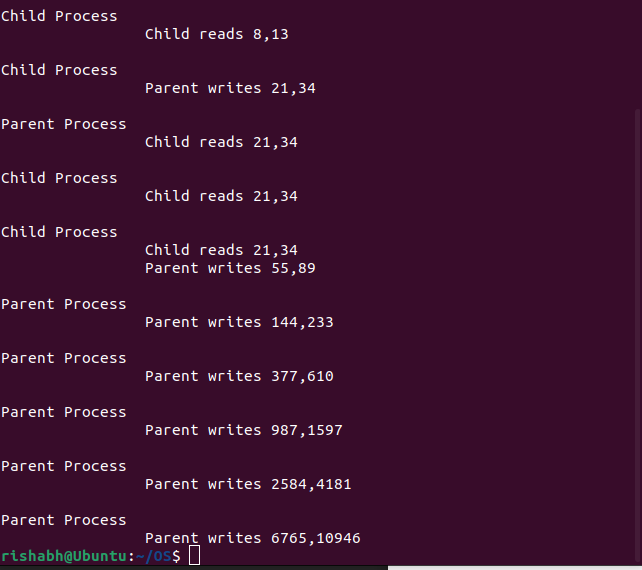 Child Process
Child reads 8,13
Child Process
Parent writes 21,34
Parent Process
Child reads 21,34
Child Process
Child reads 21,34
Child Process
Child reads 21,34
Parent writes 55,89
Parent Process
Parent writes 144,233
Parent Process
Parent writes 377,610
Parent Process
Parent writes 987,1597
Parent Process
Parent writes 2584,4181
Parent Process
Parent writes 6765,10946
rishabh@Ubuntu:~/OS$